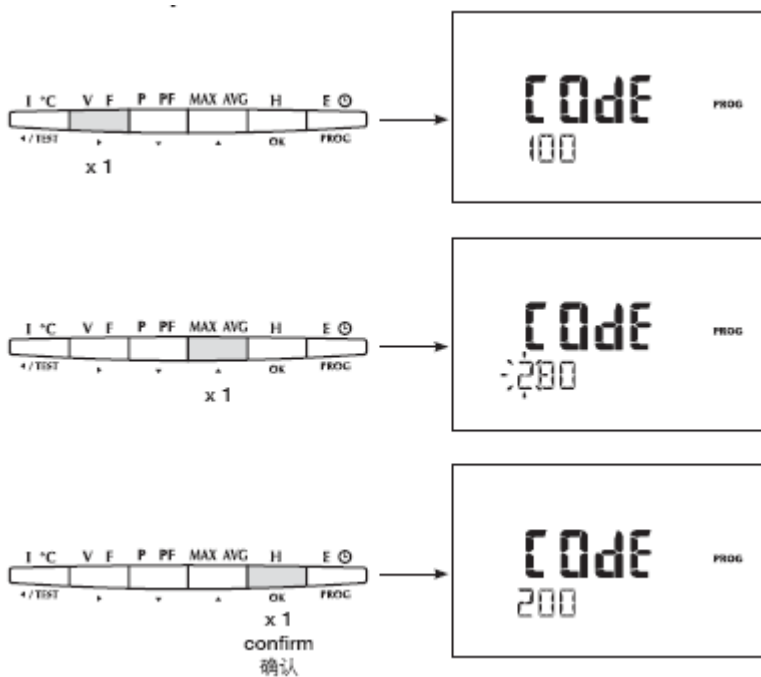 I °C V F P PF MAX AVG H E
◂ / TEST ▸ ▾ ▴ OK PROG
x 1
CODE PROG
100
I °C V F P PF MAX AVG H E
◂ / TEST ▸ ▾ ▴ OK PROG
x 1
CODE PROG
280
I °C V F P PF MAX AVG H E
◂ / TEST ▸ ▾ ▴ OK PROG
x 1
confirm
确认
CODE PROG
200